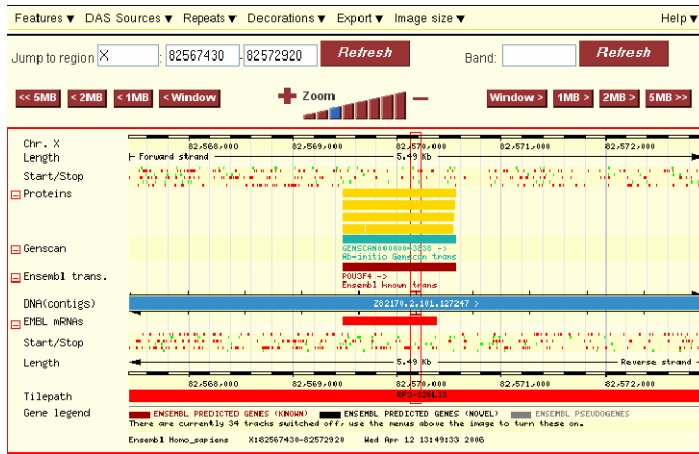 Features ▼ DAS Sources ▼ Repeats ▼ Decorations ▼ Export ▼ Image size ▼ Help ▼
Jump to region X : 82567430 - 82572920 Refresh Band: Refresh
<< 5MB < 2MB < 1MB < Window + Zoom − Window > 1MB > 2MB > 5MB >>
Chr. X 82,568,000 82,569,000 82,570,000 82,571,000 82,572,000
Length Forward strand 5.49 Kb
Start/Stop
Proteins
Genscan GENSCAN00000043538 ->
Ab-initio Genscan trans
Ensembl trans. POU3F4 ->
Ensembl known trans
DNA(contigs) Z82170.2.101.127247 >
EMBL mRNAs
Start/Stop
Length 5.49 Kb Reverse strand
82,568,000 82,569,000 82,570,000 82,571,000 82,572,000
Tilepath
Gene legend ENSEMBL PREDICTED GENES (KNOWN) ENSEMBL PREDICTED GENES (NOVEL) ENSEMBL PSEUDOGENES
There are currently 34 tracks switched off, use the menus above the image to turn these on.
Ensembl Homo_sapiens X:82567430-82572920 Wed Apr 12 13:49:33 2006